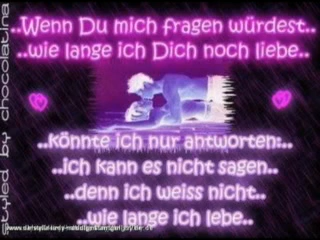 ..Wenn Du mich fragen würdest..
..wie lange ich Dich noch liebe..
..könnte ich nur antworten:..
..ich kann es nicht sagen..
..denn ich weiss nicht..
..wie lange ich lebe..
styled by chocolatina